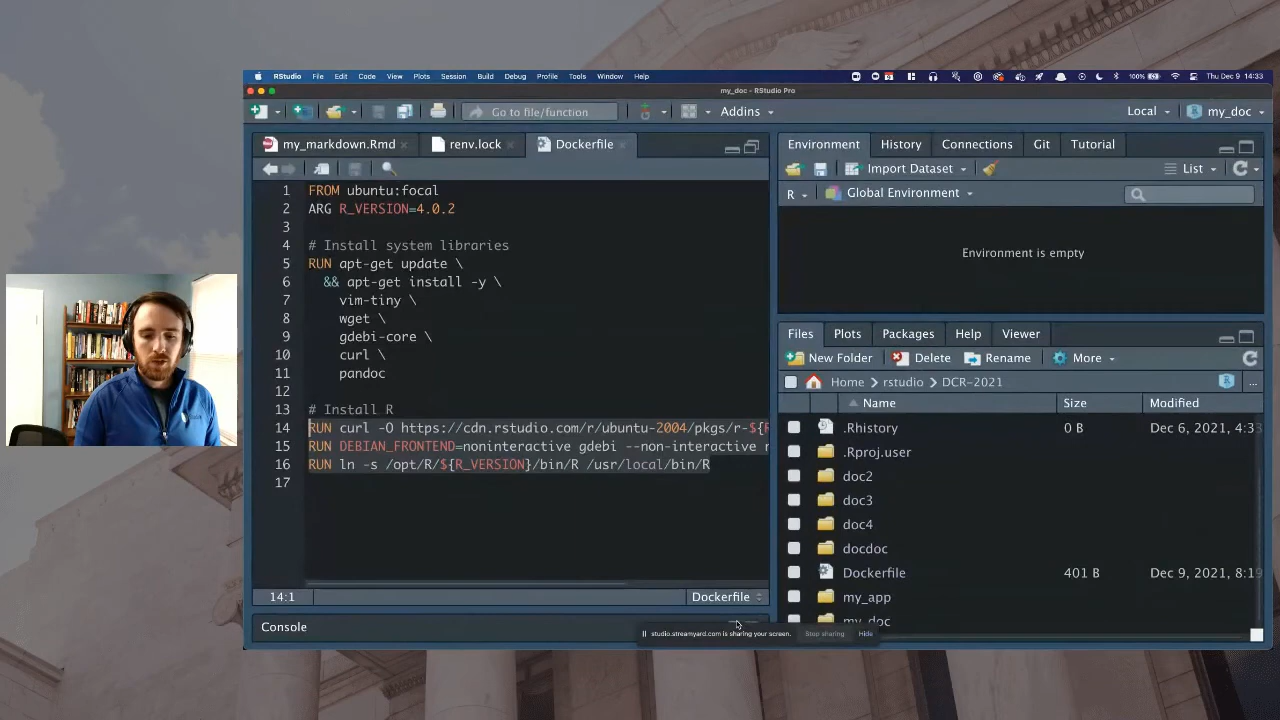 RStudio File Edit Code View Plots Session Build Debug Profile Tools Window Help 100% Thu Dec 9 14:33
my_doc - RStudio Pro
Go to file/function Addins Local my_doc
my_markdown.Rmd renv.lock Dockerfile
1 FROM ubuntu:focal
2 ARG R_VERSION=4.0.2
3
4 # Install system libraries
5 RUN apt-get update \
6 && apt-get install -y \
7 vim-tiny \
8 wget \
9 gdebi-core \
10 curl \
11 pandoc
12
13 # Install R
14 RUN curl -O https://cdn.rstudio.com/r/ubuntu-2004/pkgs/r-${R
15 RUN DEBIAN_FRONTEND=noninteractive gdebi --non-interactive r
16 RUN ln -s /opt/R/${R_VERSION}/bin/R /usr/local/bin/R
17
14:1 Dockerfile
Console
Environment History Connections Git Tutorial
Import Dataset List
R Global Environment
Environment is empty
Files Plots Packages Help Viewer
New Folder Delete Rename More
Home rstudio DCR-2021 ...
Name Size Modified
.Rhistory 0 B Dec 6, 2021, 4:33
.Rproj.user
doc2
doc3
doc4
docdoc
Dockerfile 401 B Dec 9, 2021, 8:19
my_app
my_doc
studio.streamyard.com is sharing your screen. Stop sharing Hide